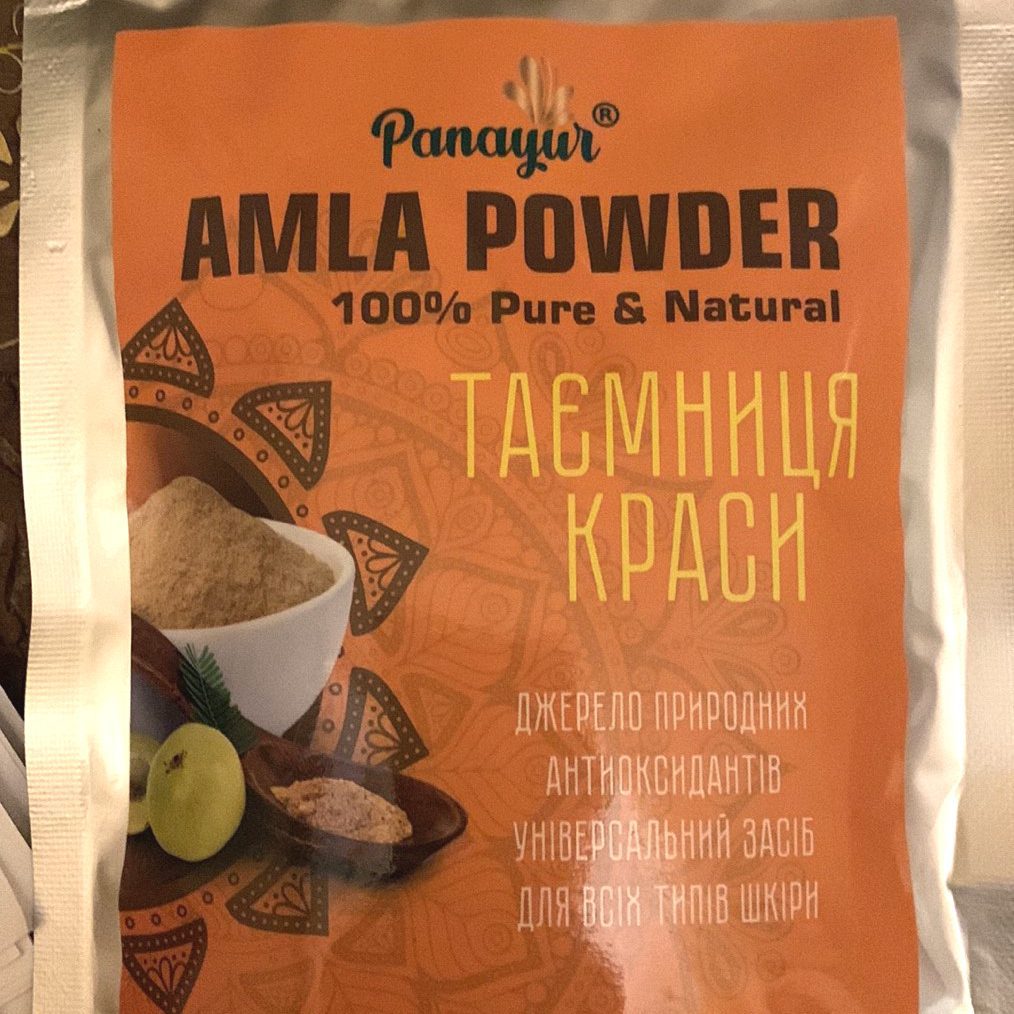 Panayur®
AMLA POWDER
100% Pure & Natural
ТАЄМНИЦЯ
КРАСИ
ДЖЕРЕЛО ПРИРОДНИХ
АНТИОКСИДАНТІВ
УНІВЕРСАЛЬНИЙ ЗАСІБ
ДЛЯ ВСІХ ТИПІВ ШКІРИ